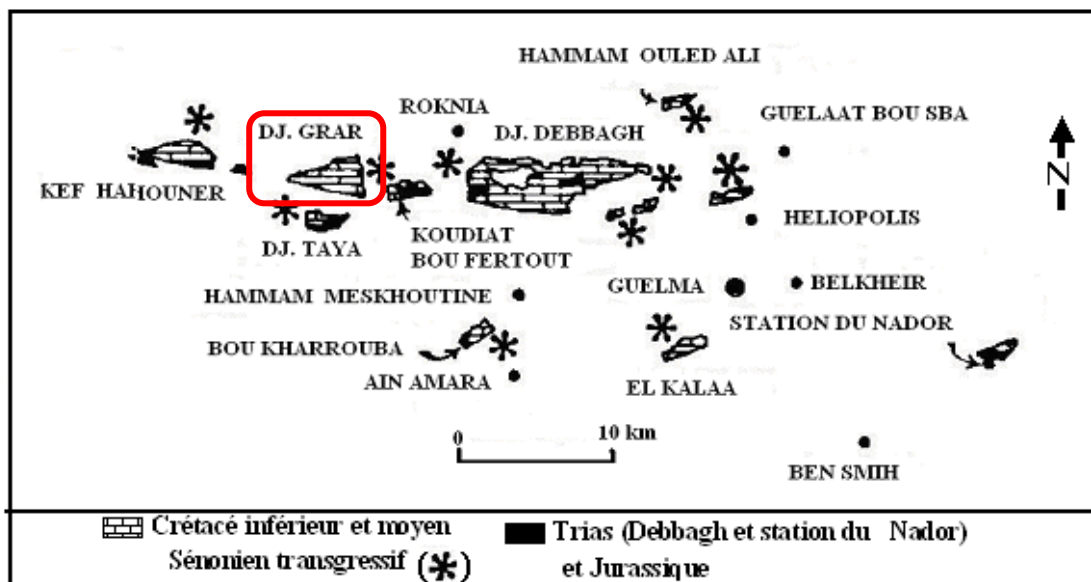 HAMMAM OULED ALI
ROKNIA
GUELAAT BOU SBA
DJ. GRAR
DJ. DEBBAGH
N
KEF HAHOUNER
HELIOPOLIS
KOUDIAT
BOU FERTOUT
DJ. TAYA
GUELMA
BELKHEIR
HAMMAM MESKHOUTINE
STATION DU NADOR
BOU KHARROUBA
AIN AMARA
EL KALAA
0 10 km
BEN SMIH
Crétacé inférieur et moyen
Sénonien transgressif ( )
Trias (Debbagh et station du Nador)
et Jurassique